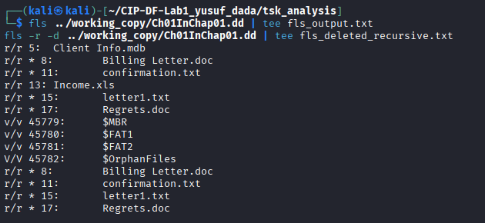 ┌──(kali㉿kali)-[~/CIP-DF-Lab1_yusuf_dada/tsk_analysis]
└─$ fls ../working_copy/Ch01InChap01.dd | tee fls_output.txt
fls -r -d ../working_copy/Ch01InChap01.dd | tee fls_deleted_recursive.txt
r/r 5:  Client Info.mdb
r/r * 8:        Billing Letter.doc
r/r * 11:       confirmation.txt
r/r 13: Income.xls
r/r * 15:       letter1.txt
r/r * 17:       Regrets.doc
v/v 45779:      $MBR
v/v 45780:      $FAT1
v/v 45781:      $FAT2
V/V 45782:      $OrphanFiles
r/r * 8:        Billing Letter.doc
r/r * 11:       confirmation.txt
r/r * 15:       letter1.txt
r/r * 17:       Regrets.doc